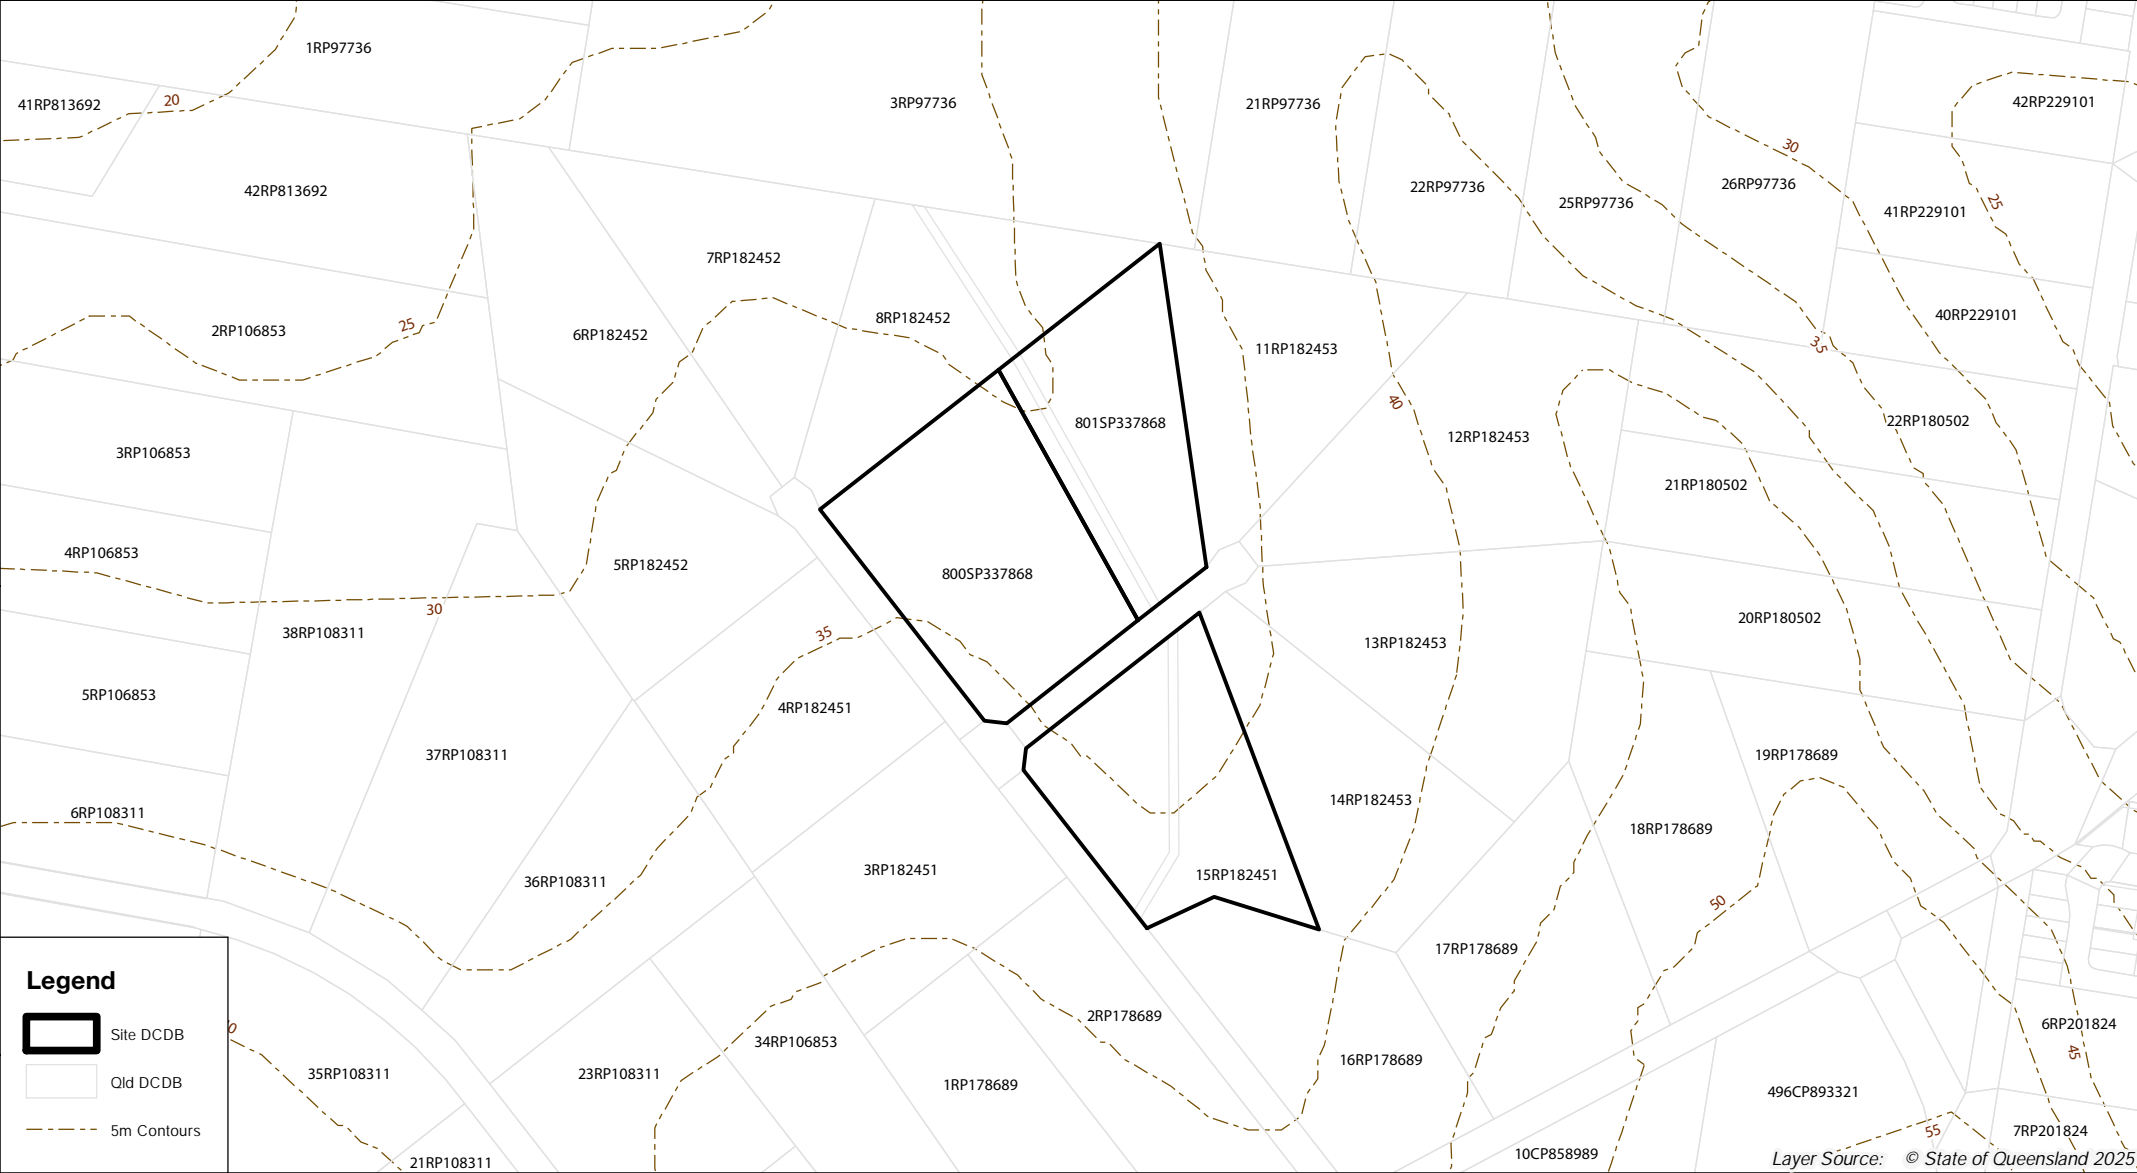 1RP97736
41RP813692
20
3RP97736
21RP97736
42RP229101
30
42RP813692
22RP97736
25RP97736
26RP97736
25
41RP229101
7RP182452
2RP106853
25
6RP182452
8RP182452
40RP229101
11RP182453
35
40
801SP337868
12RP182453
22RP180502
3RP106853
21RP180502
4RP106853
5RP182452
800SP337868
30
38RP108311
35
13RP182453
20RP180502
5RP106853
4RP182451
37RP108311
19RP178689
6RP108311
14RP182453
18RP178689
36RP108311
3RP182451
15RP182451
50
17RP178689
Legend
Site DCDB
Qld DCDB
5m Contours
2RP178689
6RP201824
34RP106853
45
16RP178689
35RP108311
23RP108311
1RP178689
496CP893321
55
7RP201824
21RP108311
10CP858989
Layer Source: © State of Queensland 2025